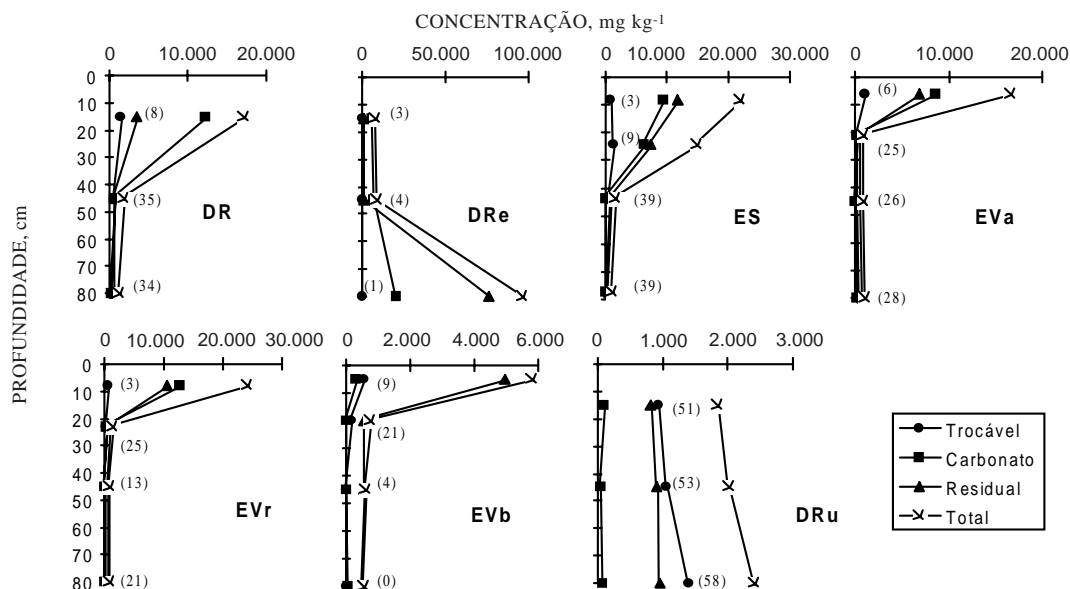 CONCENTRAÇÃO, mg kg-1
0 10.000 20.000
0 50.000 100.000
0 10.000 20.000 30.000
0 10.000 20.000
PROFUNDIDADE, cm
0
10
20
30
40
50
60
70
80
(8)
(35)
(34)
DR
(3)
(4)
(1)
DRe
(3)
(9)
(39)
(39)
ES
(6)
(25)
(26)
(28)
EVa
0 10.000 20.000 30.000
0 2.000 4.000 6.000
0 1.000 2.000 3.000
0
10
20
30
40
50
60
70
80
(3)
(25)
(13)
(21)
EVr
(9)
(21)
(4)
(0)
EVb
(51)
(53)
(58)
DRu
Trocável
Carbonato
Residual
Total